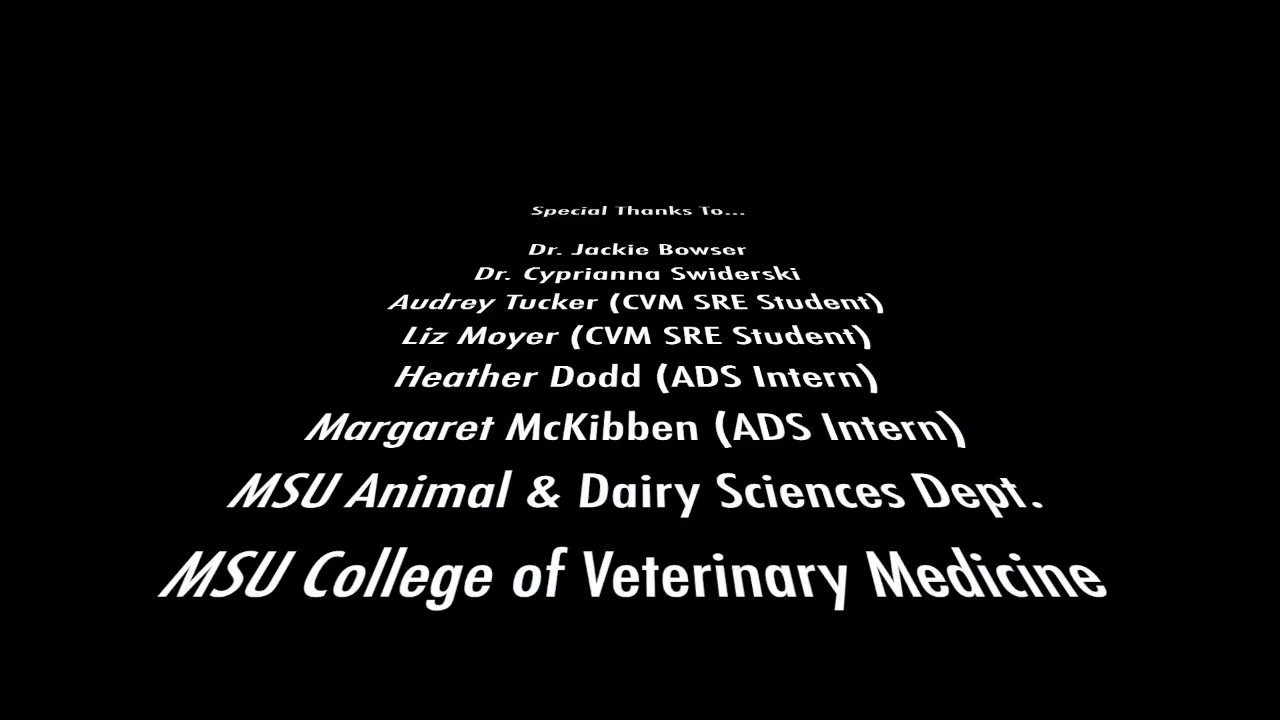 Special Thanks To...
Dr. Jackie Bowser
Dr. Cyprianna Swiderski
Audrey Tucker (CVM SRE Student)
Liz Moyer (CVM SRE Student)
Heather Dodd (ADS Intern)
Margaret McKibben (ADS Intern)
MSU Animal & Dairy Sciences Dept.
MSU College of Veterinary Medicine